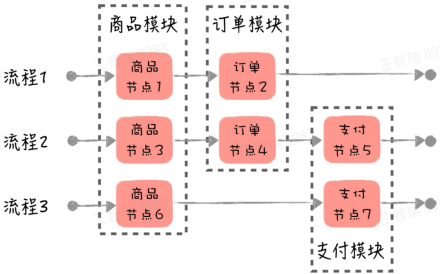 商品模块 订单模块
流程1
商品
节点1
订单
节点2
流程2
商品
节点3
订单
节点4
支付
节点5
流程3
商品
节点6
支付
节点7
支付模块